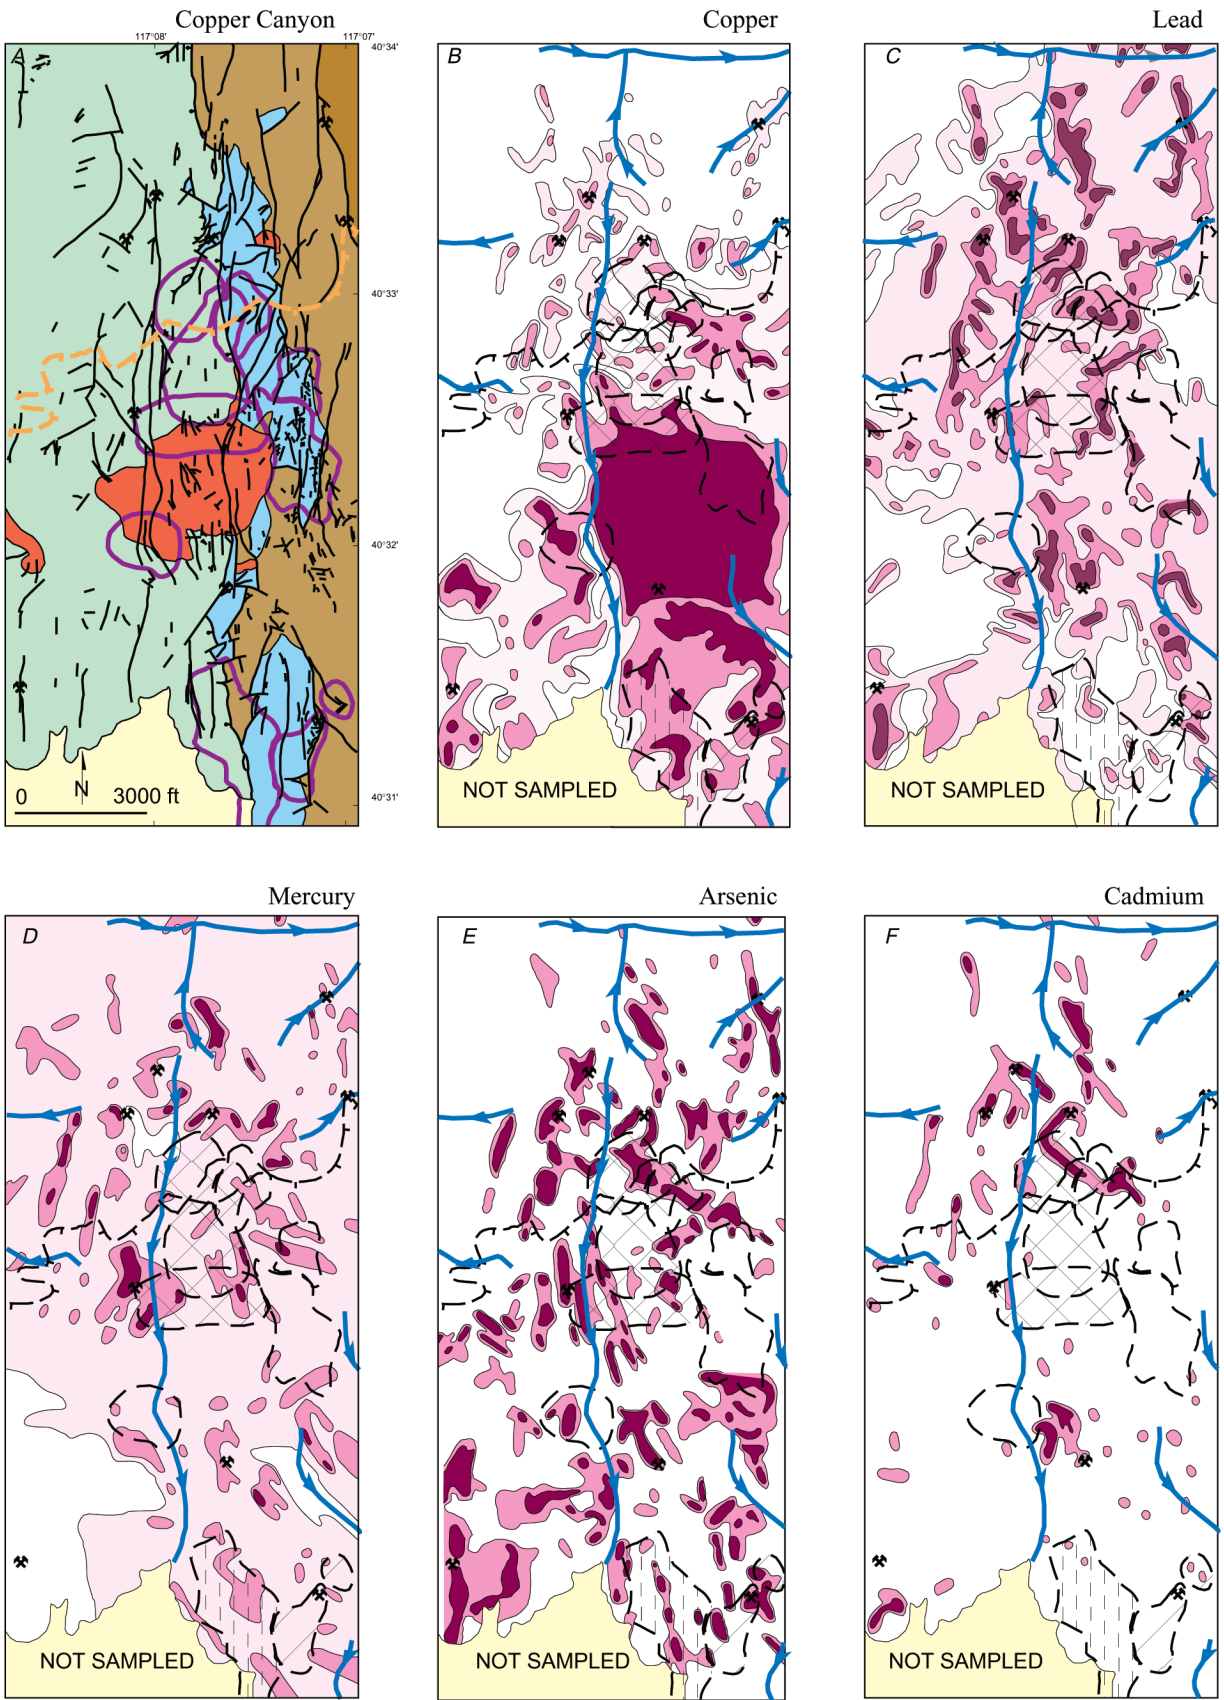 Copper Canyon
Copper
Lead
117°08'
117°07'
A
40°34'
B
C
40°33'
40°32'
40°31'
N
0
3000 ft
NOT SAMPLED
NOT SAMPLED
Mercury
Arsenic
Cadmium
D
E
F
NOT SAMPLED
NOT SAMPLED
NOT SAMPLED